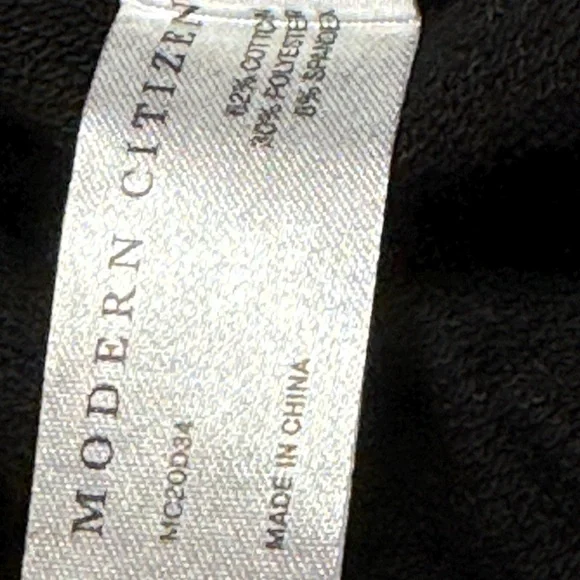 MODERN CITIZEN
MC20D34
62% COTTON
30% POLYESTER
8% SPANDEX
MADE IN CHINA